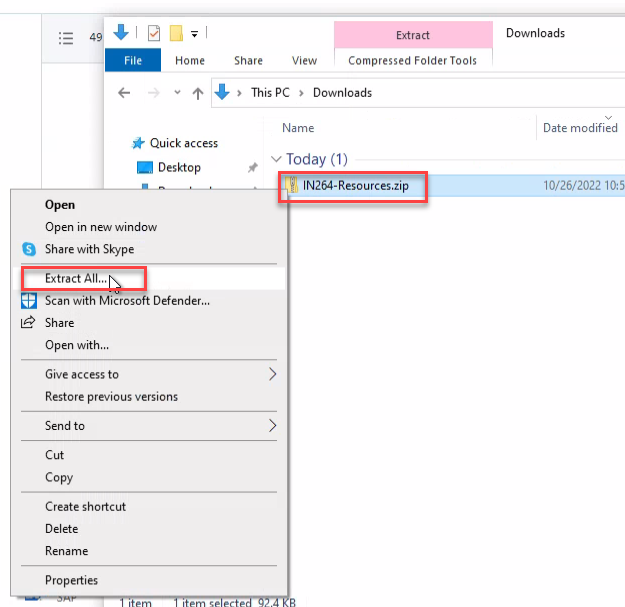 49
Extract
Downloads
File
Home
Share
View
Compressed Folder Tools
This PC
Downloads
Name
Date modified
Quick access
Desktop
Today (1)
IN264-Resources.zip
10/26/2022 10:5
Open
Open in new window
Share with Skype
Extract All...
Scan with Microsoft Defender...
Share
Open with...
Give access to
Restore previous versions
Send to
Cut
Copy
Create shortcut
Delete
Rename
Properties
SAP
1 item
1 item selected 92.4 KB